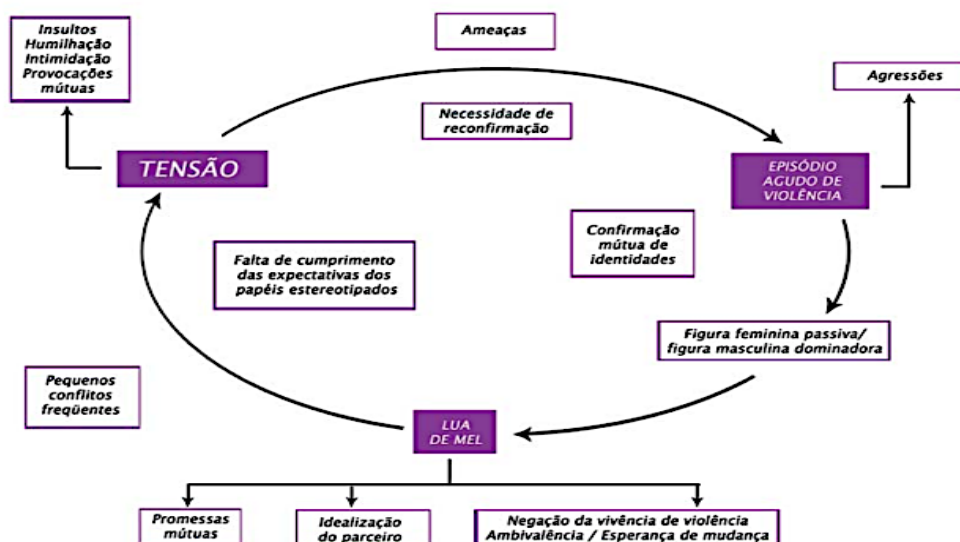 Insultos
Humilhação
Intimidação
Provocações
mútuas
Ameaças
Agressões
Necessidade de
reconfirmação
TENSÃO
EPISÓDIO
AGUDO DE
VIOLÊNCIA
Confirmação
mútua de
identidades
Falta de cumprimento
das expectativas dos
papéis estereotipados
Figura feminina passiva/
figura masculina dominadora
Pequenos
conflitos
freqüentes
LUA
DE MEL
Promessas
mútuas
Idealização
do parceiro
Negação da vivência de violência
Ambivalência / Esperança de mudança